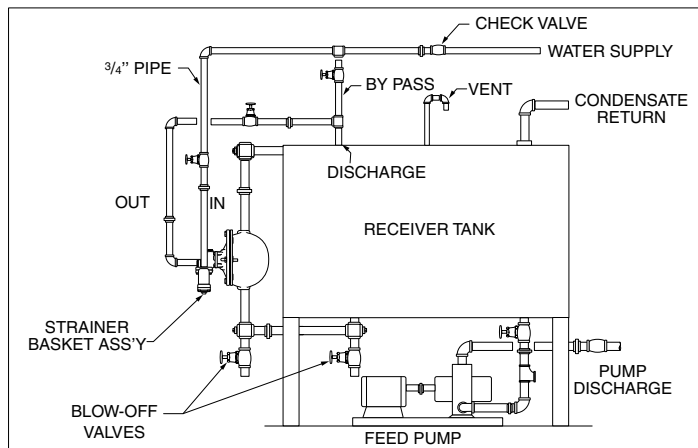 CHECK VALVE
WATER SUPPLY
3/4" PIPE
BY PASS
VENT
CONDENSATE
RETURN
DISCHARGE
OUT
IN
RECEIVER TANK
STRAINER
BASKET ASS'Y
PUMP
DISCHARGE
BLOW-OFF
VALVES
FEED PUMP